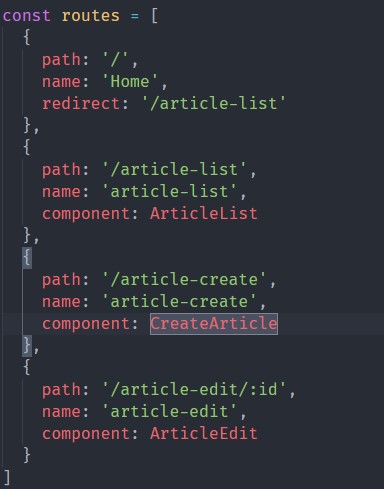 const routes = [
{
path: '/',
name: 'Home',
redirect: '/article-list'
},
{
path: '/article-list',
name: 'article-list',
component: ArticleList
},
{
path: '/article-create',
name: 'article-create',
component: CreateArticle
},
{
path: '/article-edit/:id',
name: 'article-edit',
component: ArticleEdit
}
]